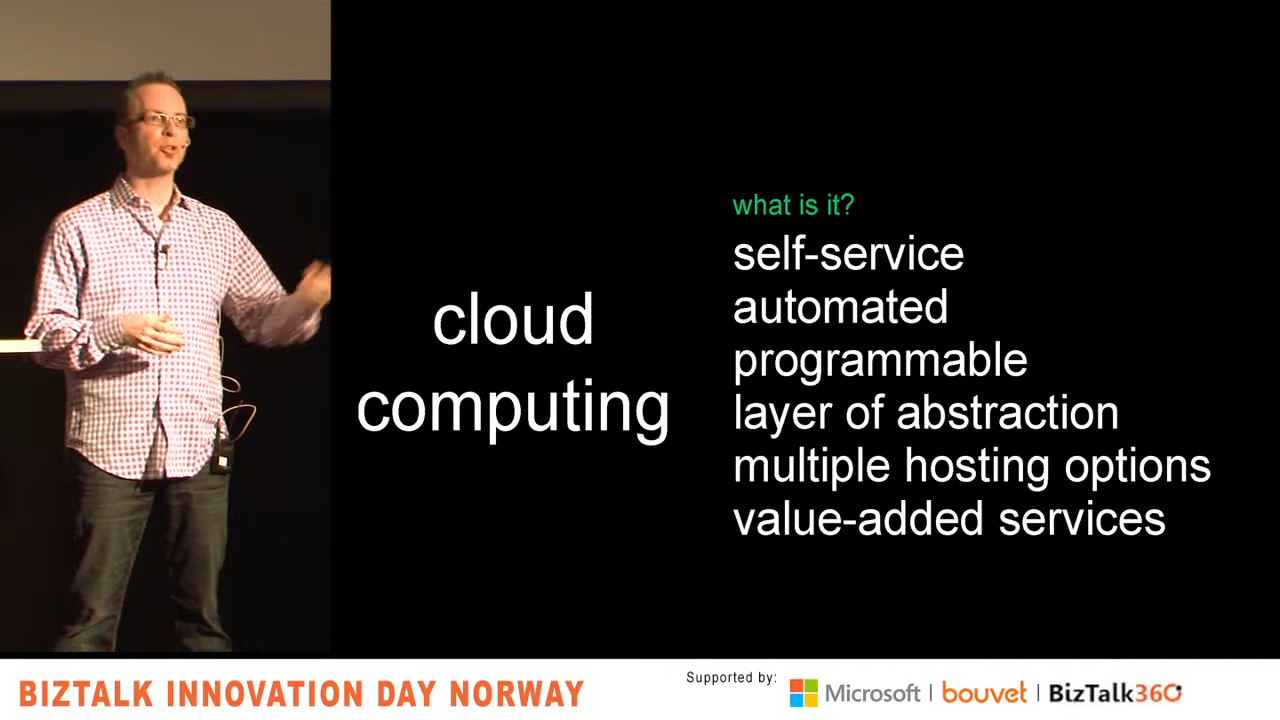 what is it?
self-service
automated
cloud
programmable
computing
layer of abstraction
multiple hosting options
value-added services
BIZTALK INNOVATION DAY NORWAY
Supported by:
Microsoft | bouvet | BizTalk360